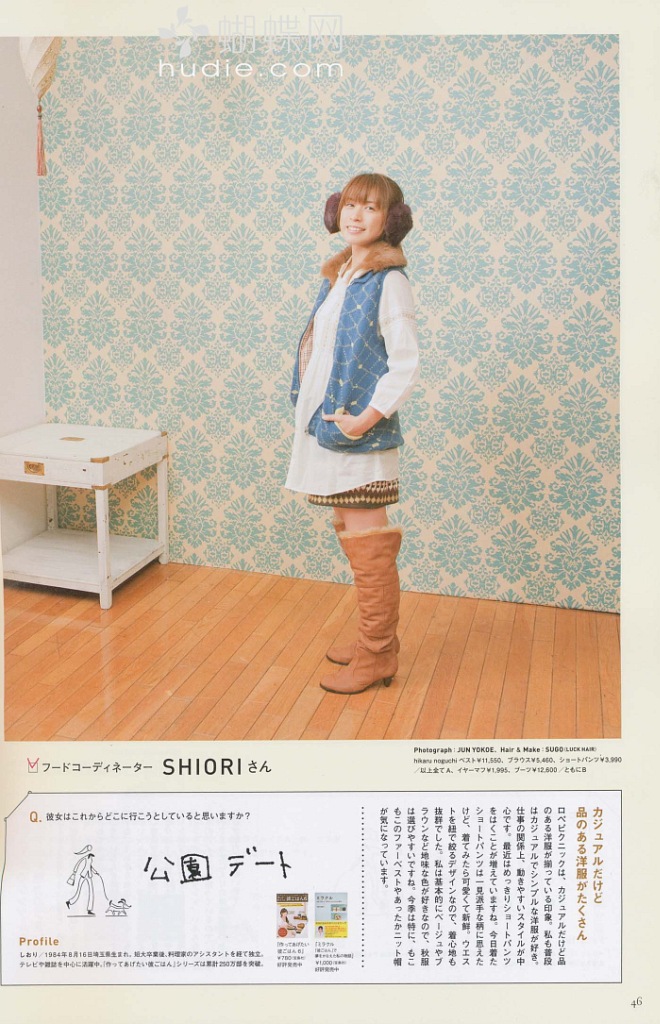 蝴蝶网
hudie.com
Photograph : JUN YOKOE、Hair & Make : SUGO (LUCK HAIR)
hikaru noguchi ベスト¥11,550、ブラウス¥5,460、ショートパンツ¥3,990
／以上全てA、イヤーマフ¥1,995、ブーツ¥12,600／ともにB
フードコーディネーター SHIORIさん
Q. 彼女はこれからどこに行こうとしていると思いますか?
公園デート
カジュアルだけど
品のある洋服がたくさん
ロペピクニックは、カジュアルだけど品
のある洋服が揃っている印象。私も普段
はカジュアルでシンプルな洋服が好き。
仕事の関係上、動きやすいスタイルが中
心です。最近はめっきりショートパンツ
をはくことが増えていますね。今日着た
ショートパンツは一見派手な柄に思えた
けど、着てみたら可愛くて新鮮。ウエス
トを紐で絞るデザインなので、着心地も
抜群でした。私は基本的にベージュやブ
ラウンなど地味な色が好きなので、秋服
は選びやすいですね。今季は特に、もこ
もこのファーベストやあったかニット帽
が気になっています。
『作ってあげたい
彼ごはん6』
好評発売中
『ミラクル
好評発売中
Profile
しおり／1984年8月16日埼玉県生まれ。短大卒業後、料理家のアシスタントを経て独立。
テレビや雑誌を中心に活躍中。「作ってあげたい彼ごはん」シリーズは累計250万部を突破。
46